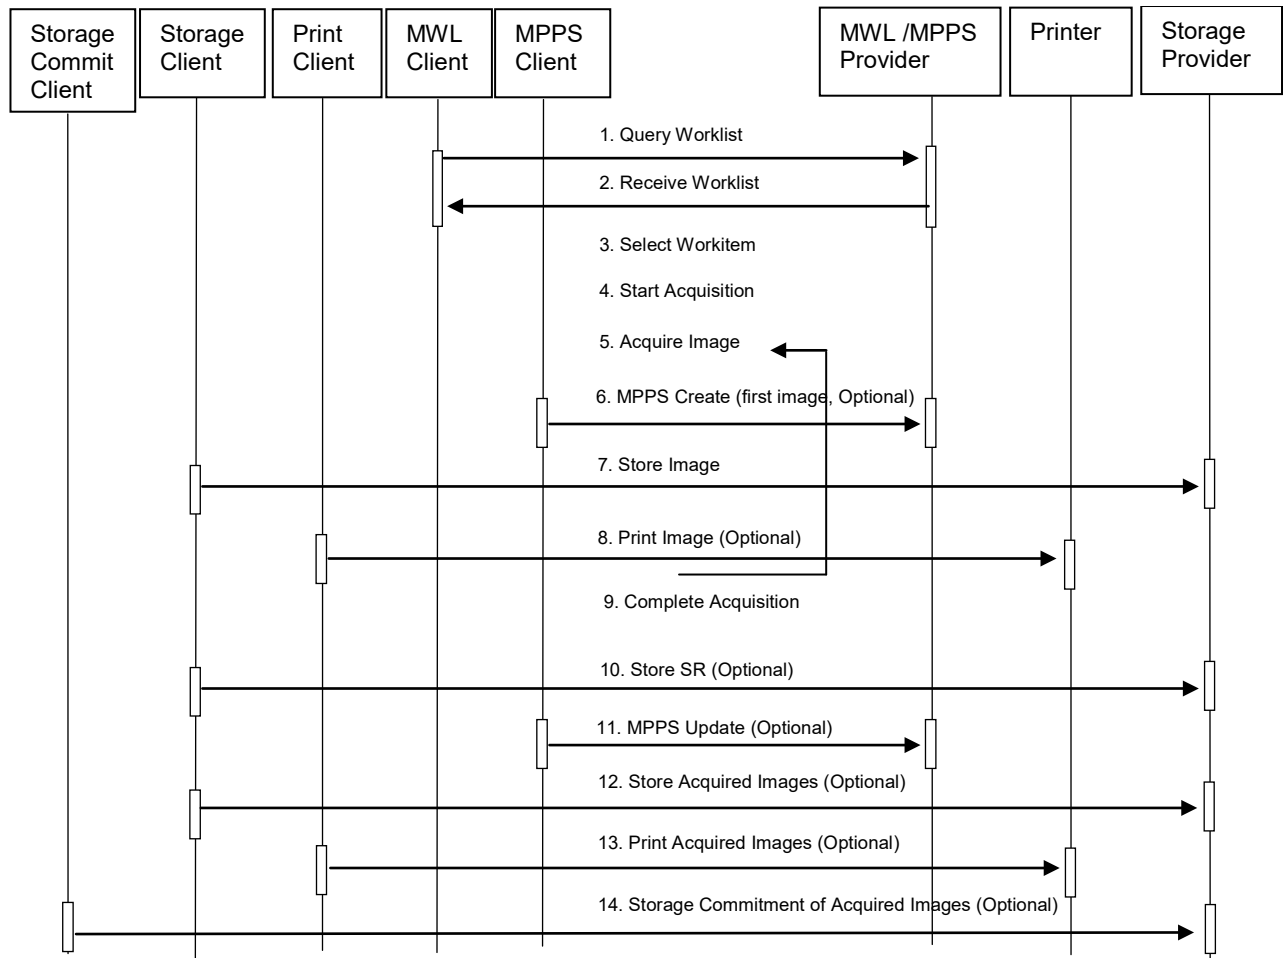 Storage
Commit
Client
Storage
Client
Print
Client
MWL
Client
MPPS
Client
MWL /MPPS
Provider
Printer
Storage
Provider
1. Query Worklist
2. Receive Worklist
3. Select Workitem
4. Start Acquisition
5. Acquire Image
6. MPPS Create (first image, Optional)
7. Store Image
8. Print Image (Optional)
9. Complete Acquisition
10. Store SR (Optional)
11. MPPS Update (Optional)
12. Store Acquired Images (Optional)
13. Print Acquired Images (Optional)
14. Storage Commitment of Acquired Images (Optional)